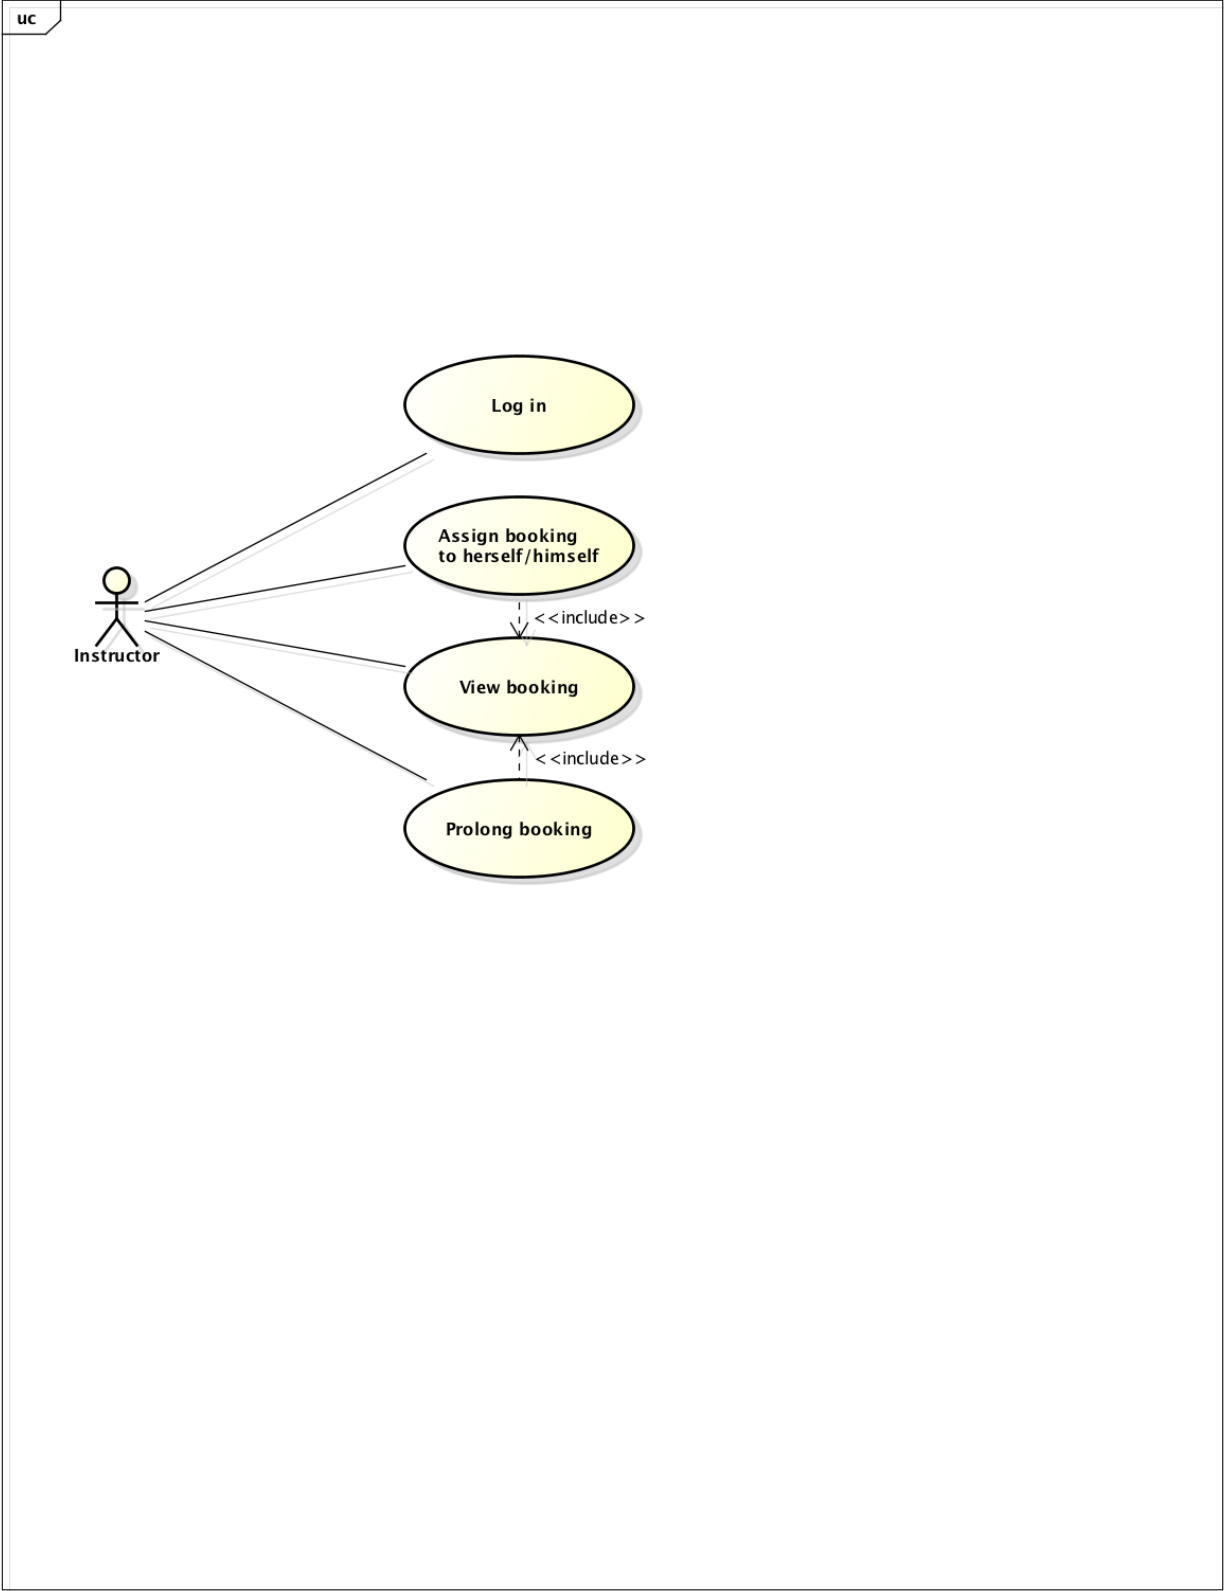 uc
Log in
Assign booking
to herself/himself
<<include>>
Instructor
View booking
<<include>>
Prolong booking